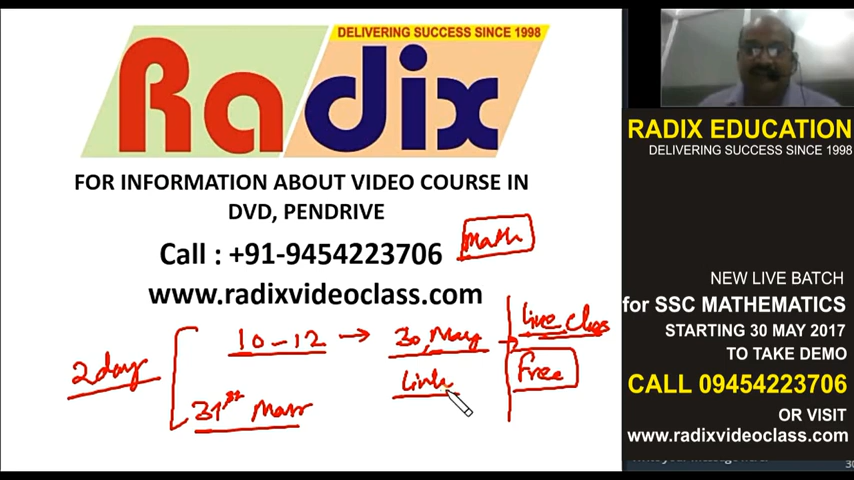 DELIVERING SUCCESS SINCE 1998
Radix
FOR INFORMATION ABOUT VIDEO COURSE IN
DVD, PENDRIVE
Call : +91-9454223706
math
www.radixvideoclass.com
10-12 → 30, May
live class
2 day
link
Free
31st
RADIX EDUCATION
DELIVERING SUCCESS SINCE 1998
NEW LIVE BATCH
for SSC MATHEMATICS
STARTING 30 MAY 2017
TO TAKE DEMO
CALL 09454223706
OR VISIT
www.radixvideoclass.com